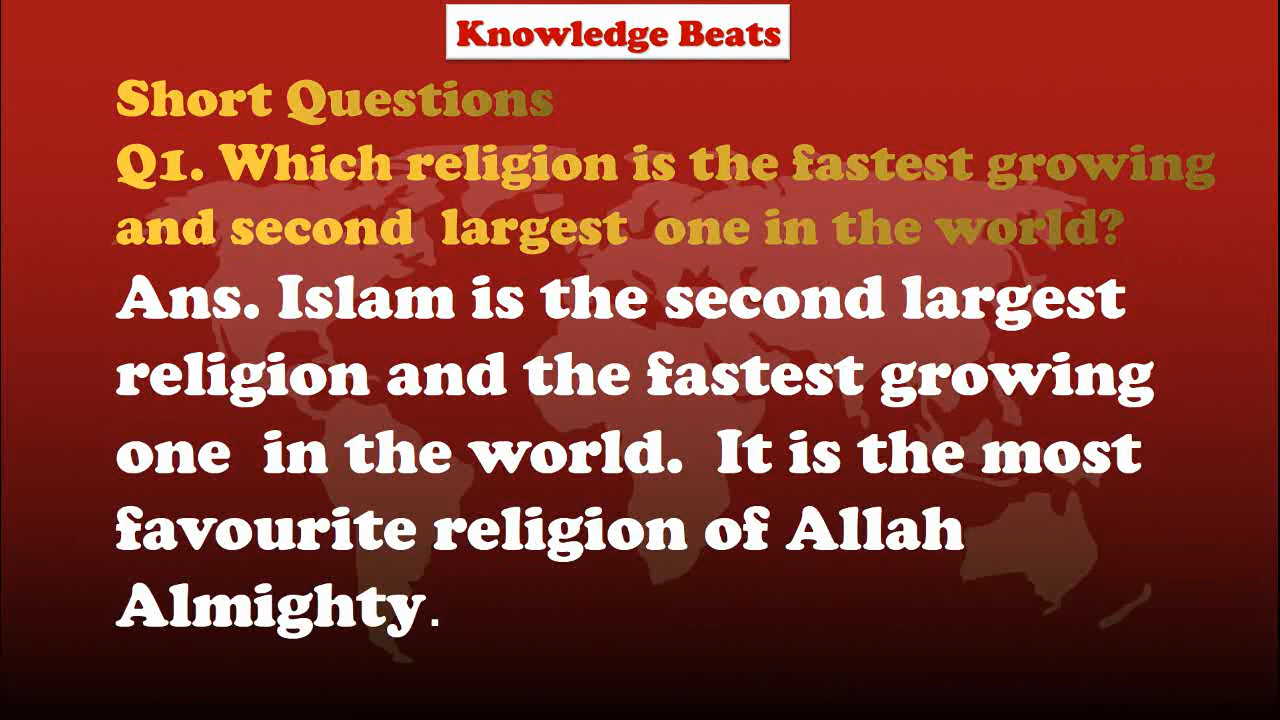 Knowledge Beats
Short Questions
Q1. Which religion is the fastest growing
and second largest one in the world?
Ans. Islam is the second largest
religion and the fastest growing
one in the world. It is the most
favourite religion of Allah
Almighty.